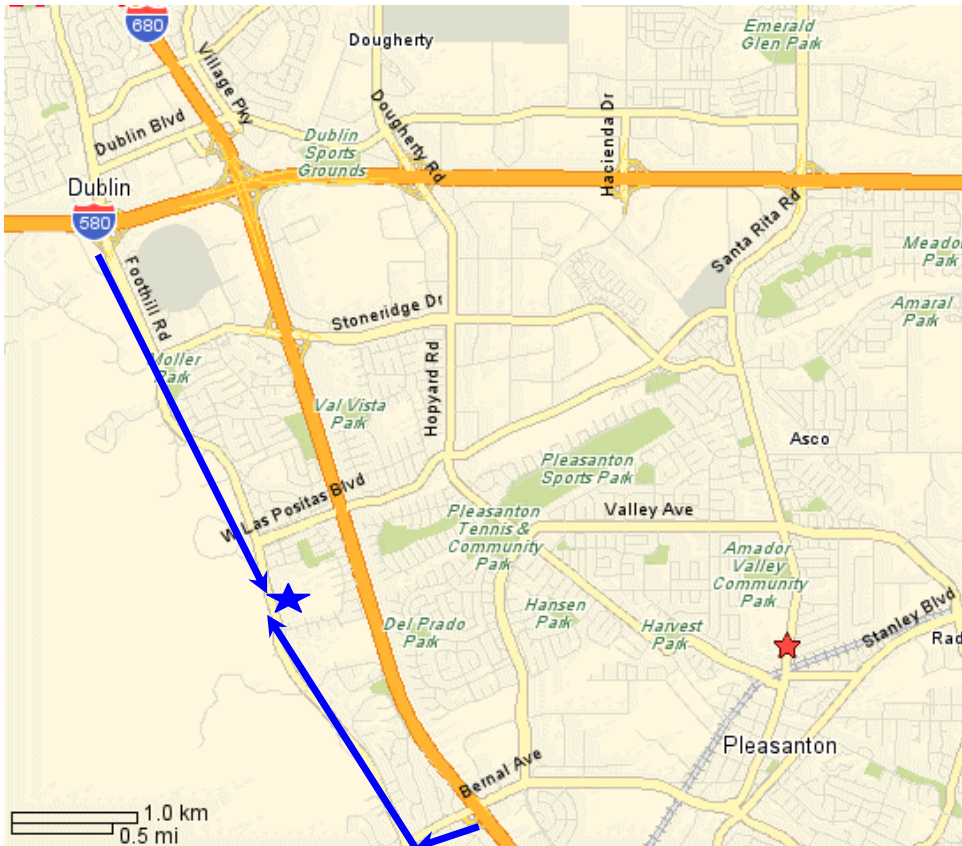 680
Dougherty
Emerald
Glen Park
Village Pky
Dublin Blvd
Dublin
Sports
Grounds
Dougherty Rd
Hacienda Dr
Dublin
580
Santa Rita Rd
Foothill Rd
Meado
Park
Stoneridge Dr
Amaral
Park
Moller
Park
Hopyard Rd
Val Vista
Park
Asco
Pleasanton
Sports Park
W Las Positas Blvd
Pleasanton
Tennis &
Community
Park
Valley Ave
Amador
Valley
Community
Park
Hansen
Park
Del Prado
Park
Harvest
Park
Stanley Blvd
Rad
Pleasanton
Bernal Ave
1.0 km
0.5 mi